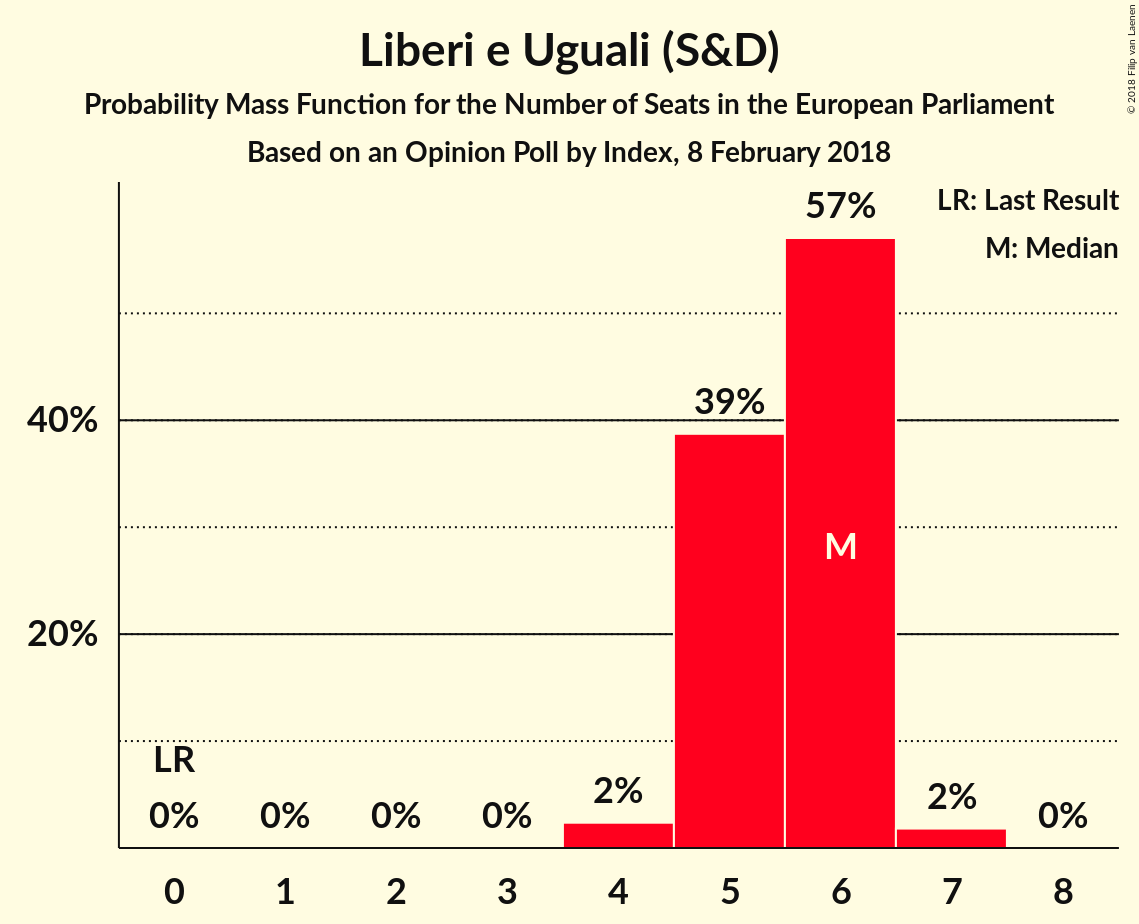 Liberi e Uguali (S&D)
Probability Mass Function for the Number of Seats in the European Parliament
Based on an Opinion Poll by Index, 8 February 2018
© 2018 Filip van Laenen
LR: Last Result
M: Median
57%
39%
40%
M
20%
LR
0%
0%
0%
0%
2%
2%
0%
0
1
2
3
4
5
6
7
8